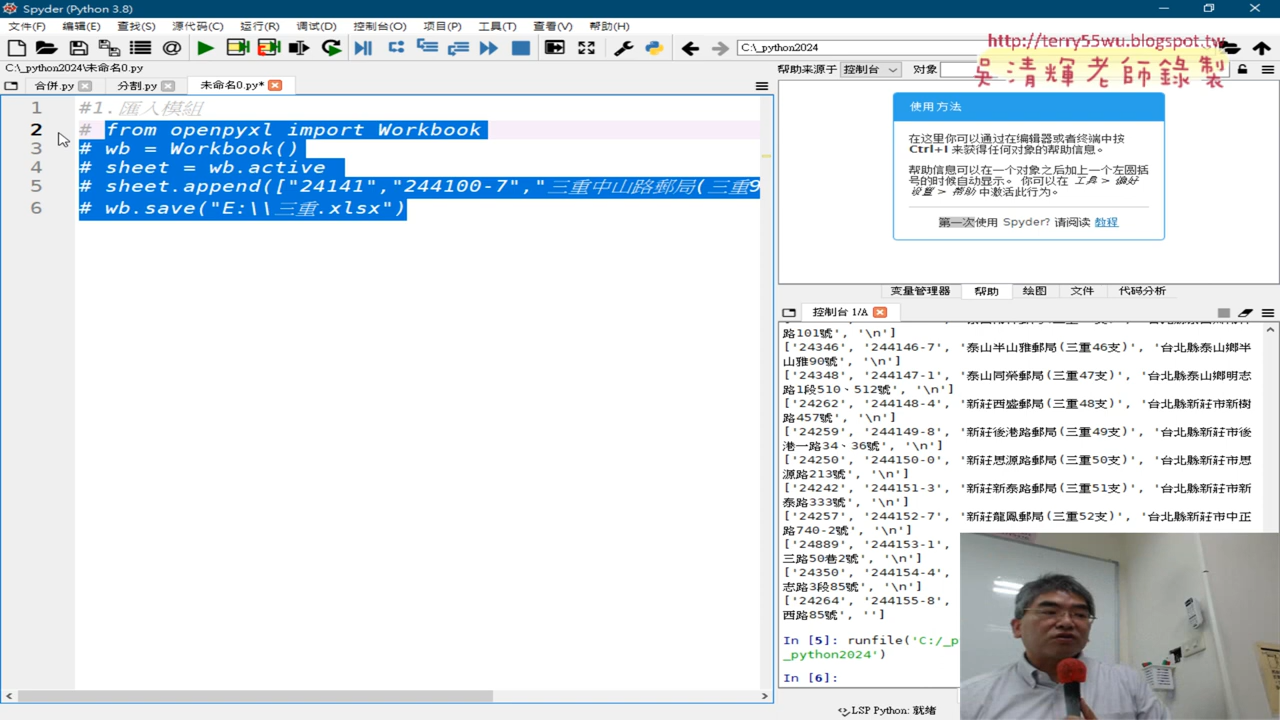 Spyder (Python 3.8)
文件(F) 编辑(E) 查找(S) 源代码(C) 运行(R) 调试(D) 控制台(O) 项目(P) 工具(T) 查看(V) 帮助(H)
C:\_python2024
http://terry55wu.blogspot.tw
吳清輝老師錄製
C:\_python2024\未命名0.py
合併.py 分割.py 未命名0.py*
帮助来源于 控制台 对象
1 #1.匯入模組
2 # from openpyxl import Workbook
3 # wb = Workbook()
4 # sheet = wb.active
5 # sheet.append(["24141","244100-7","三重中山路郵局(三重9
6 # wb.save("E:\\三重.xlsx")
使用方法
在这里你可以通过在编辑器或者终端中按
Ctrl+I 来获得任何对象的帮助信息。
帮助信息可以在一个对象之后加上一个左圆括
号的时候自动显示。 你可以在 工具 > 偏好
设置 > 帮助 中激活此行为。
第一次使用 Spyder? 请阅读 教程
变量管理器 帮助 绘图 文件 代码分析
控制台 1/A
路101號', '\n']
['24346', '244146-7', '泰山半山雅郵局(三重46支)', '台北縣泰山鄉半
山雅90號', '\n']
['24348', '244147-1', '泰山同榮郵局(三重47支)', '台北縣泰山鄉明志
路1段510、512號', '\n']
['24262', '244148-4', '新莊西盛郵局(三重48支)', '台北縣新莊市新樹
路457號', '\n']
['24259', '244149-8', '新莊後港路郵局(三重49支)', '台北縣新莊市後
港一路34、36號', '\n']
['24250', '244150-0', '新莊思源路郵局(三重50支)', '台北縣新莊市思
源路213號', '\n']
['24242', '244151-3', '新莊新泰路郵局(三重51支)', '台北縣新莊市新
泰路333號', '\n']
['24257', '244152-7', '新莊龍鳳郵局(三重52支)', '台北縣新莊市中正
路740-2號', '\n']
['24889', '244153-1',
三路50巷2號', '\n']
['24350', '244154-4',
志路3段85號', '\n']
['24264', '244155-8',
西路85號', '']
In [5]: runfile('C:/_p
_python2024')
In [6]:
LSP Python: 就绪